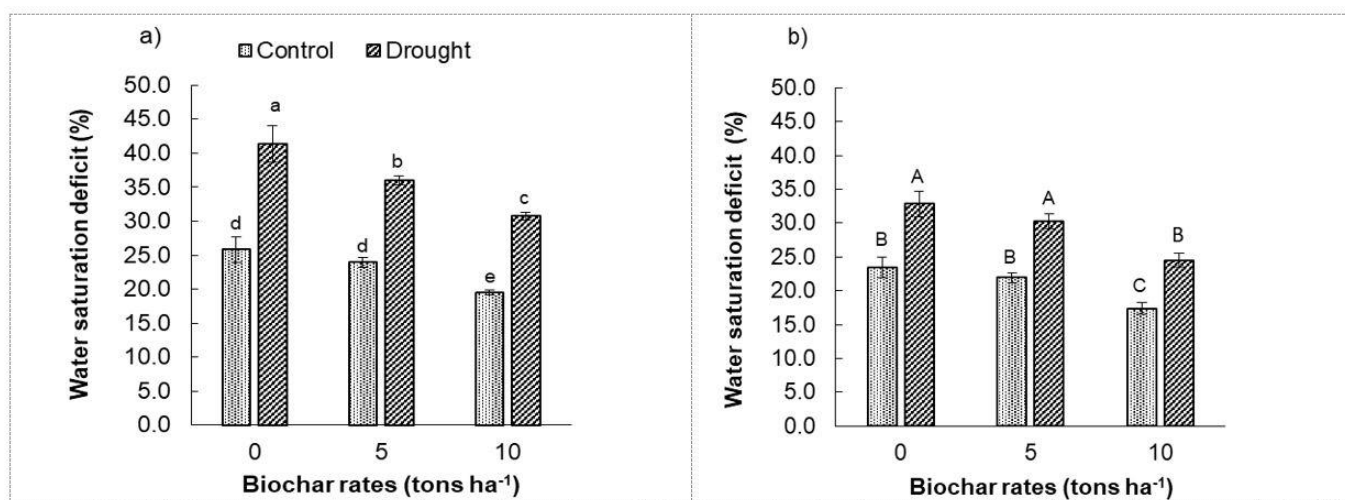 a)
Control Drought
Water saturation deficit (%)
50.0
45.0
40.0
35.0
30.0
25.0
20.0
15.0
10.0
5.0
0.0
a
b
c
d
d
e
0 5 10
Biochar rates (tons ha⁻¹)
b)
Water saturation deficit (%)
50.0
45.0
40.0
35.0
30.0
25.0
20.0
15.0
10.0
5.0
0.0
A
A
B
B
B
C
0 5 10
Biochar rates (tons ha⁻¹)